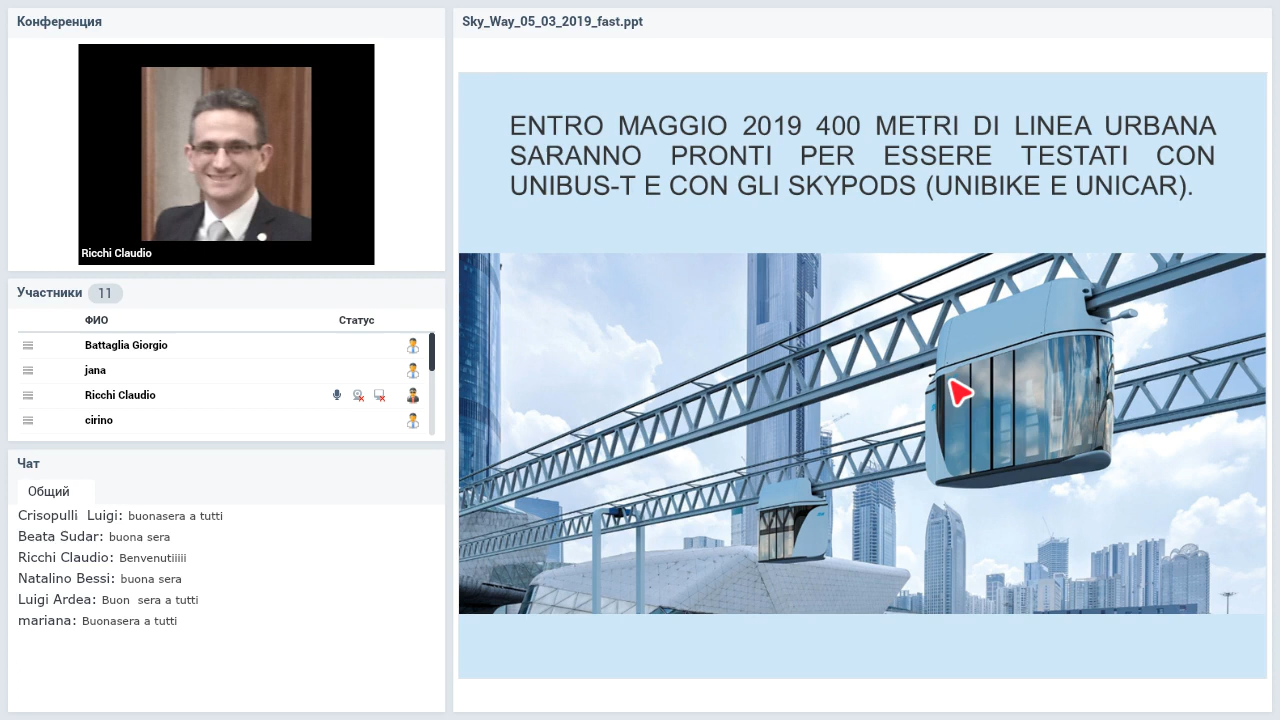 Конференция
Ricchi Claudio
Участники 11
ФИО Статус
Battaglia Giorgio
jana
Ricchi Claudio
cirino
Чат
Общий
Crisopulli Luigi: buonasera a tutti
Beata Sudar: buona sera
Ricchi Claudio: Benvenutiiiii
Natalino Bessi: buona sera
Luigi Ardea: Buon sera a tutti
mariana: Buonasera a tutti
Sky_Way_05_03_2019_fast.ppt
ENTRO MAGGIO 2019 400 METRI DI LINEA URBANA
SARANNO PRONTI PER ESSERE TESTATI CON
UNIBUS-T E CON GLI SKYPODS (UNIBIKE E UNICAR).